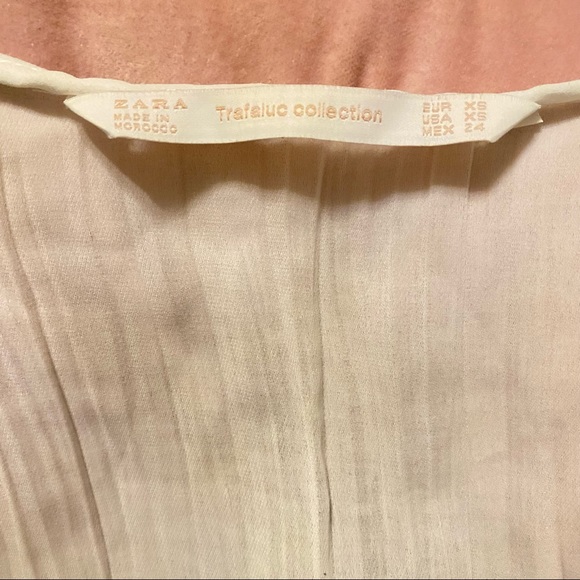 ZARA
MADE IN
MOROCCO
Trafaluc collection
EUR XS
USA XS
MEX 24